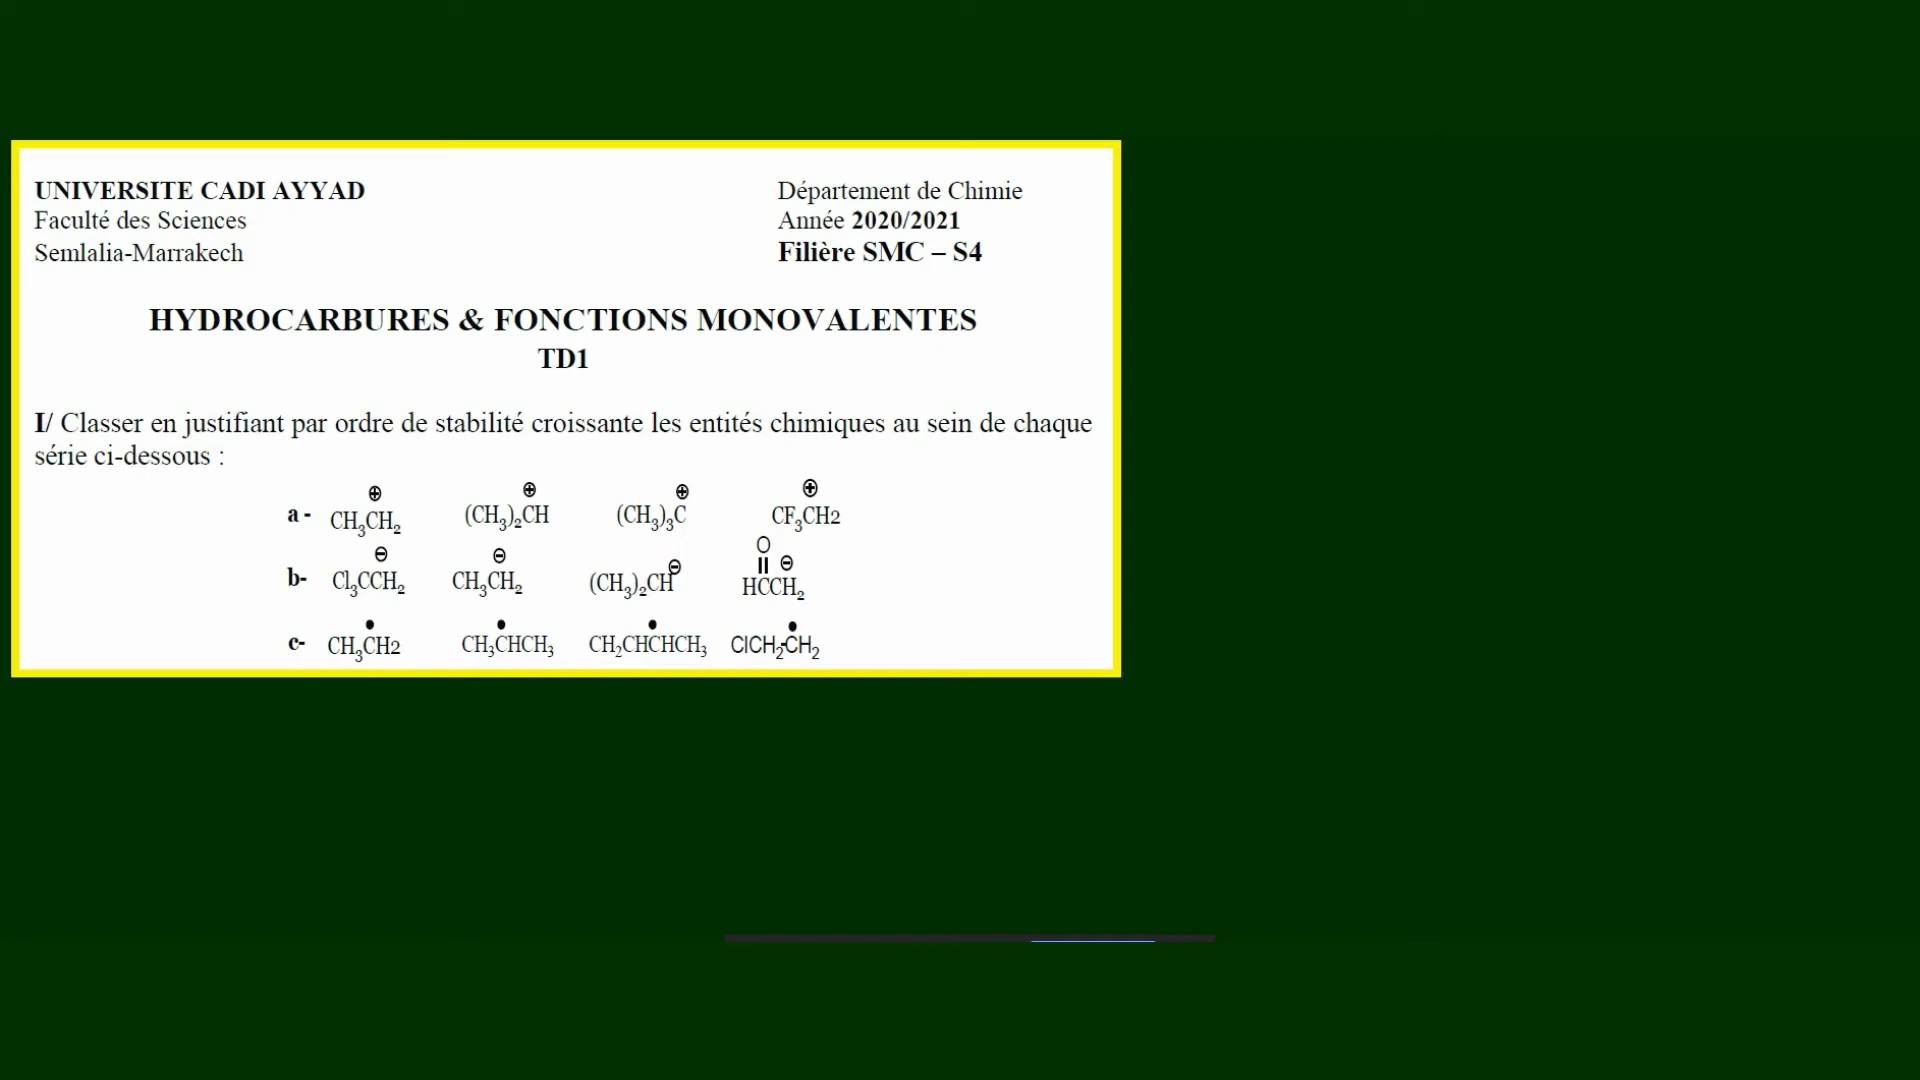 UNIVERSITE CADI AYYAD
Faculté des Sciences
Semlalia-Marrakech
Département de Chimie
Année 2020/2021
Filière SMC – S4
HYDROCARBURES & FONCTIONS MONOVALENTES
TD1
I/ Classer en justifiant par ordre de stabilité croissante les entités chimiques au sein de chaque
série ci-dessous :
a - CH₃CH₂⊕ (CH₃)₂CH⊕ (CH₃)₃C⊕ CF₃CH2⊕
b- Cl₃CCH₂⊖ CH₃CH₂⊖ (CH₃)₂CH⊖ HC(=O)CH₂⊖
c- CH₃CH2• CH₃CHCH₃• CH₂CHCHCH₃• ClCH₂-CH₂•